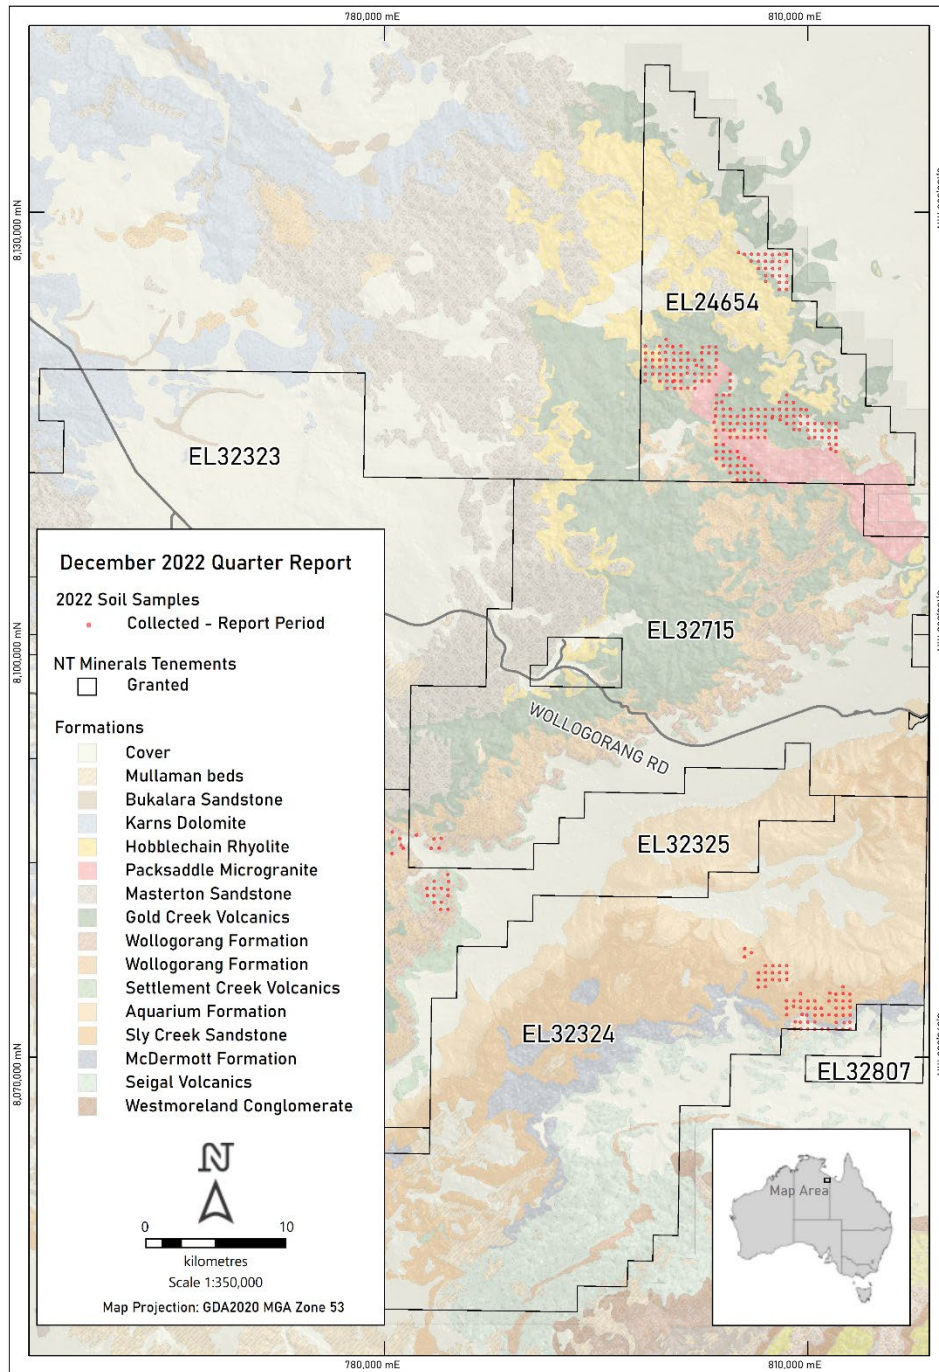 780,000 mE
810,000 mE
8,130,000 mN
EL24654
EL32323
December 2022 Quarter Report
2022 Soil Samples
Collected - Report Period
NT Minerals Tenements
Granted
Formations
Cover
Mullaman beds
Bukalara Sandstone
Karns Dolomite
Hobblechain Rhyolite
Packsaddle Microgranite
Masterton Sandstone
Gold Creek Volcanics
Wollogorang Formation
Wollogorang Formation
Settlement Creek Volcanics
Aquarium Formation
Sly Creek Sandstone
McDermott Formation
Seigal Volcanics
Westmoreland Conglomerate
N
0
10
kilometres
Scale 1:350,000
Map Projection: GDA2020 MGA Zone 53
8,100,000 mN
EL32715
WOLLOGORANG RD
EL32325
EL32324
8,070,000 mN
EL32807
Map Area
780,000 mE
810,000 mE